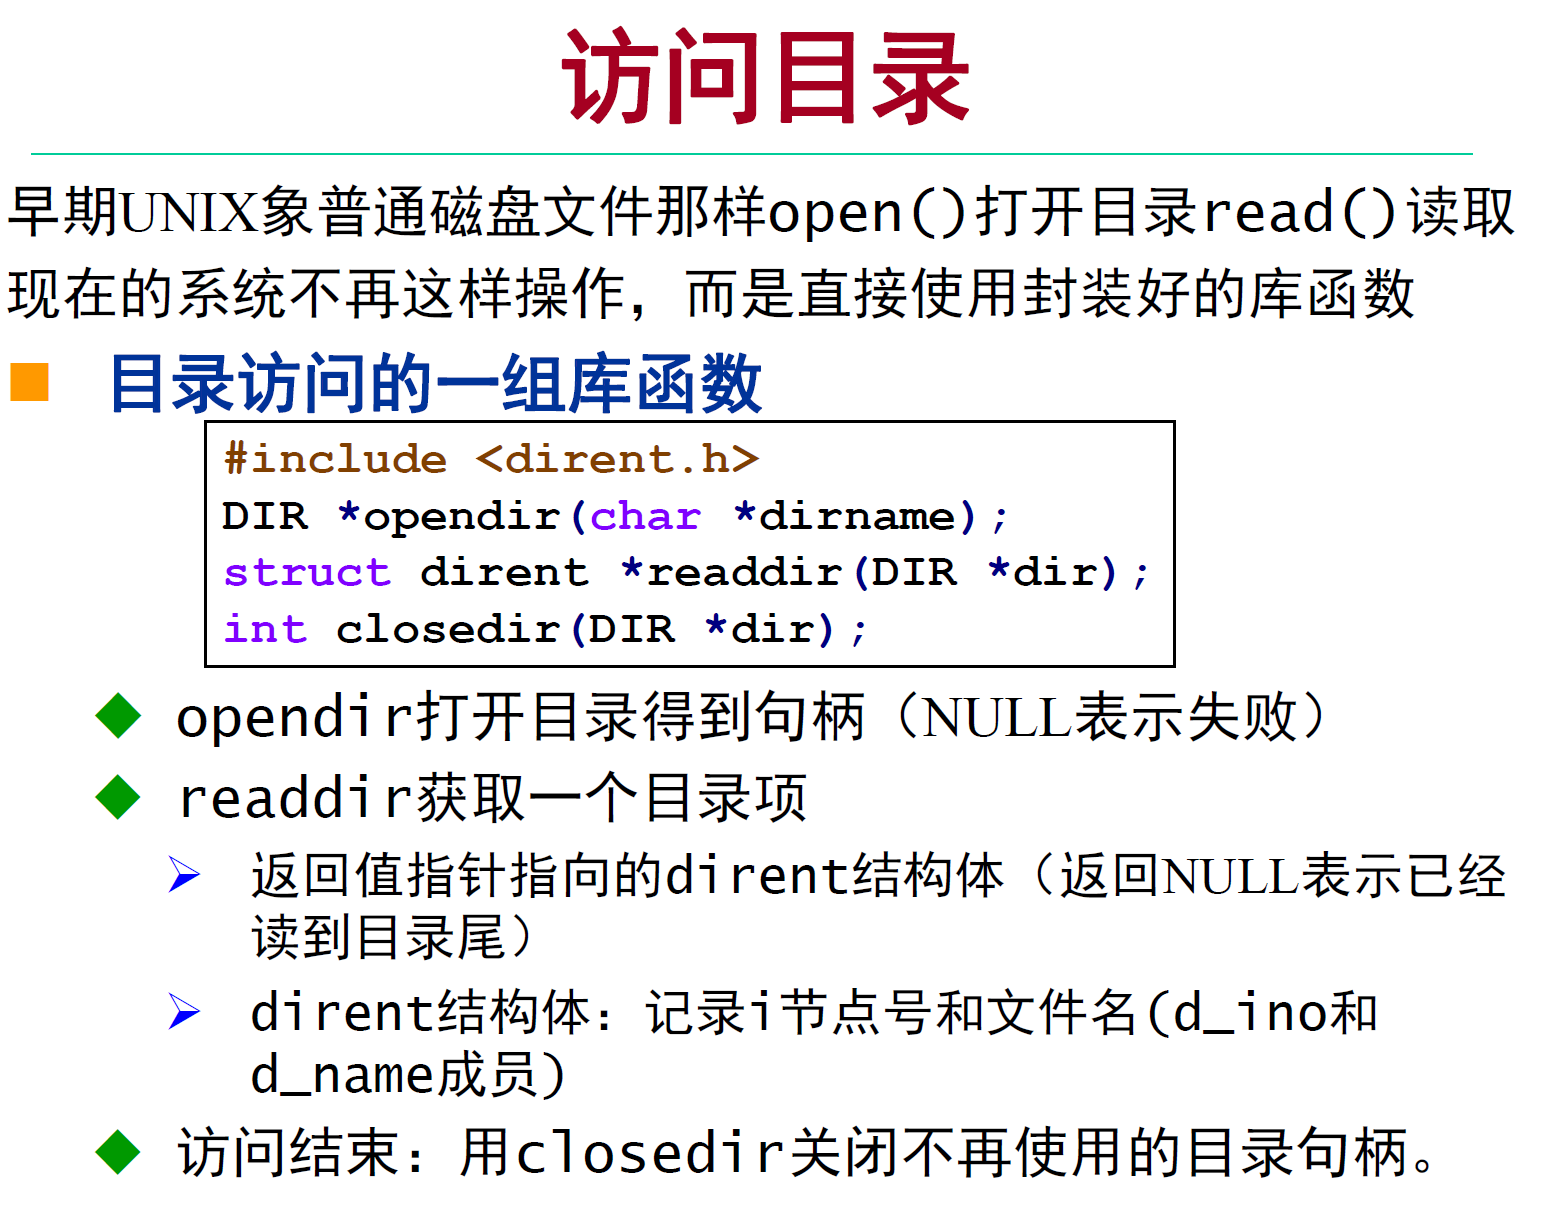 访问目录
早期UNIX象普通磁盘文件那样open()打开目录read()读取
现在的系统不再这样操作，而是直接使用封装好的库函数
目录访问的一组库函数
#include <dirent.h>
DIR *opendir(char *dirname);
struct dirent *readdir(DIR *dir);
int closedir(DIR *dir);
opendir打开目录得到句柄（NULL表示失败）
readdir获取一个目录项
返回值指针指向的dirent结构体（返回NULL表示已经
读到目录尾）
dirent结构体：记录i节点号和文件名(d_ino和
d_name成员)
访问结束：用closedir关闭不再使用的目录句柄。